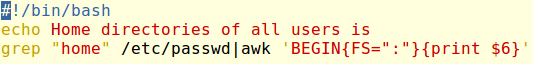 #!/bin/bash
echo Home directories of all users is
grep "home" /etc/passwd|awk 'BEGIN{FS=":"}{print $6}'